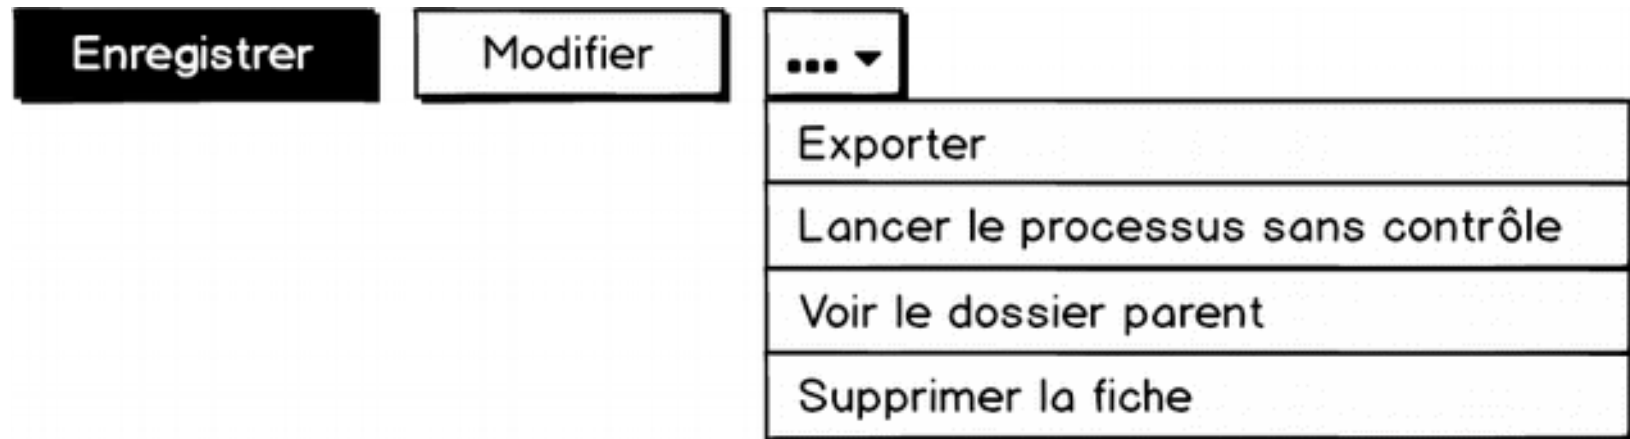 Enregistrer
Modifier
...
Exporter
Lancer le processus sans contrôle
Voir le dossier parent
Supprimer la fiche